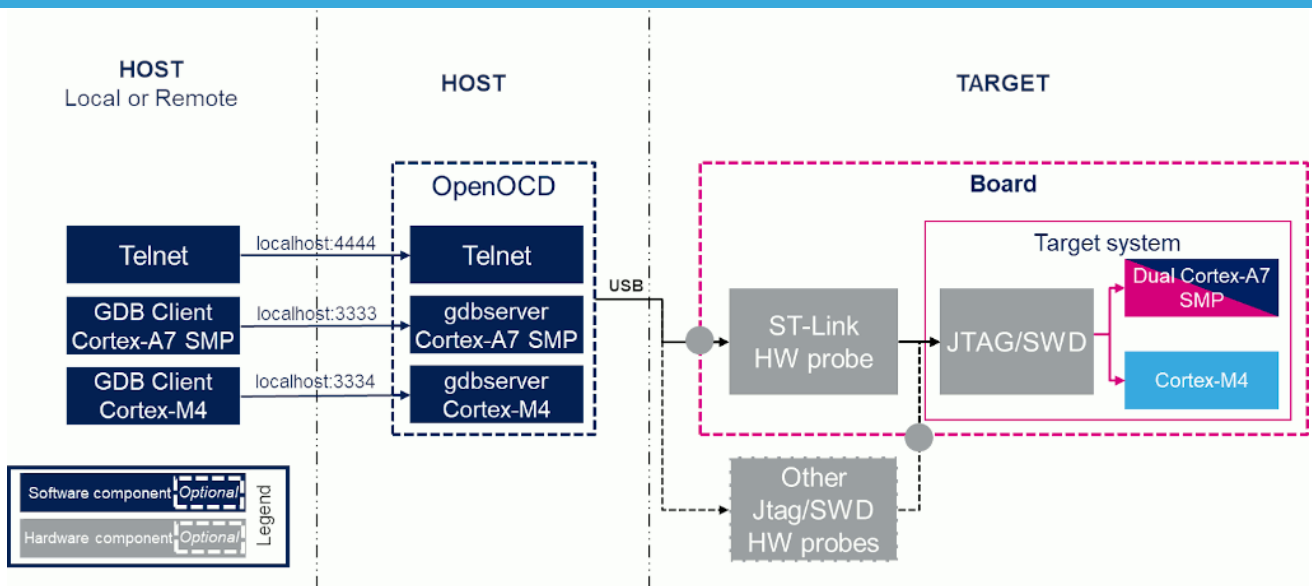 HOST
Local or Remote
HOST
TARGET
OpenOCD
Board
Target system
Telnet
localhost:4444
Telnet
USB
Dual Cortex-A7
SMP
GDB Client
Cortex-A7 SMP
localhost:3333
gdbserver
Cortex-A7 SMP
ST-Link
HW probe
JTAG/SWD
GDB Client
Cortex-M4
localhost:3334
gdbserver
Cortex-M4
Cortex-M4
Other
Jtag/SWD
HW probes
Software component
Optional
Hardware component
Optional
Legend